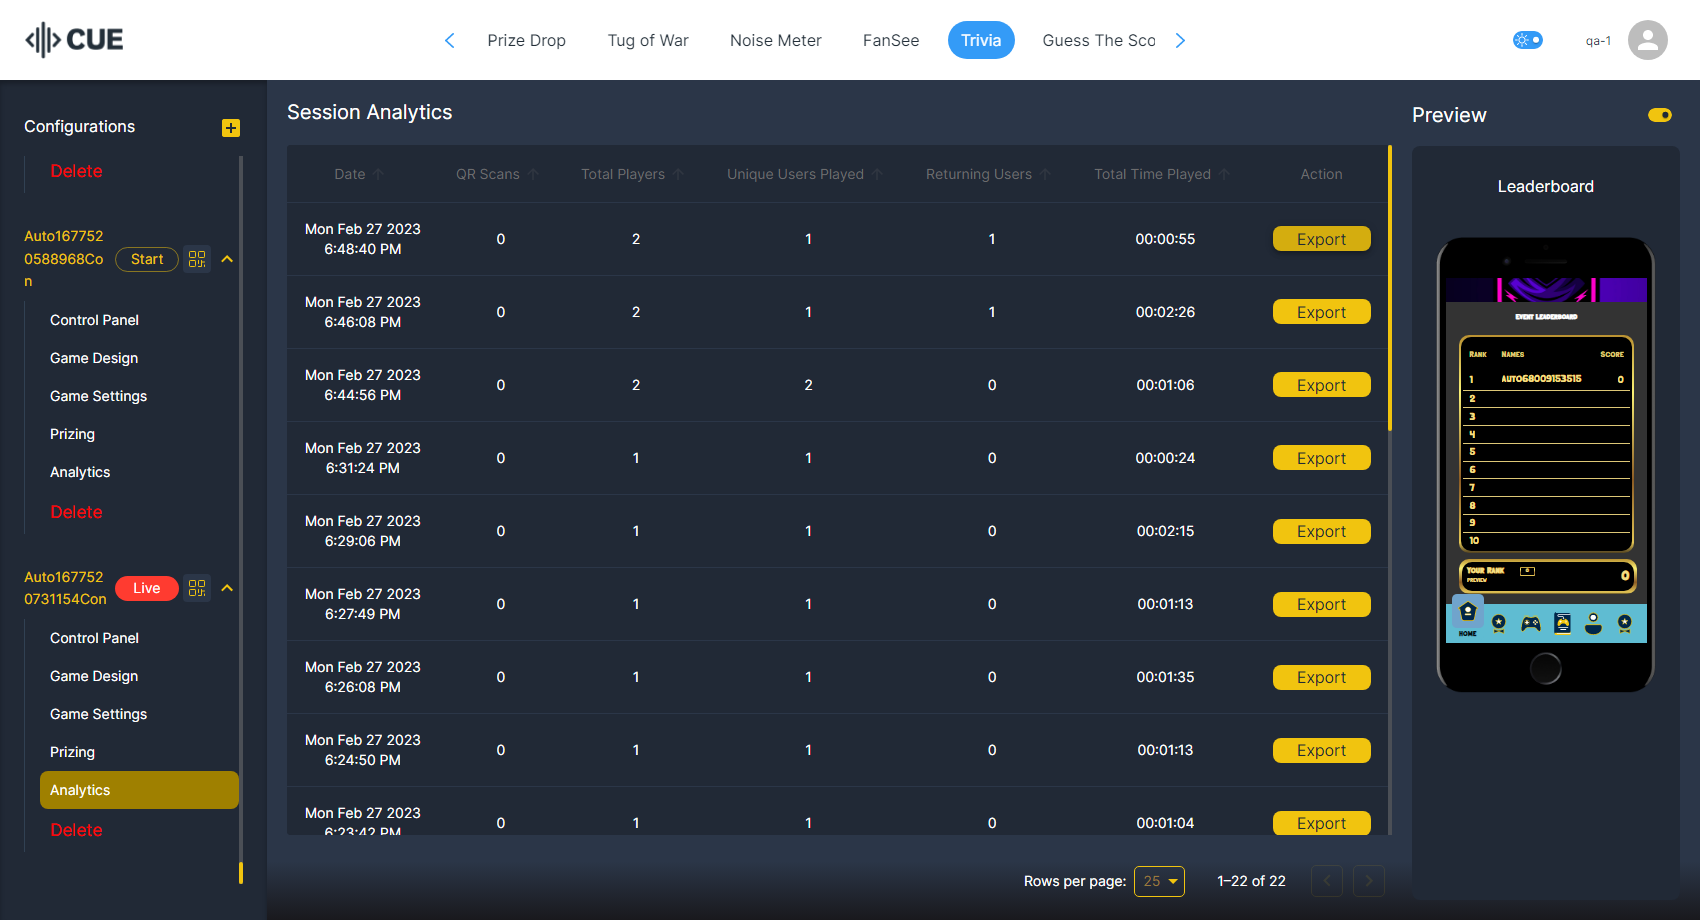 CUE
Prize Drop
Tug of War
Noise Meter
FanSee
Trivia
Guess The Sco
qa-1
Configurations
Delete
Auto167752
0588968Co
n
Start
Control Panel
Game Design
Game Settings
Prizing
Analytics
Delete
Auto167752
0731154Con
Live
Control Panel
Game Design
Game Settings
Prizing
Analytics
Delete
Session Analytics
Date QR Scans Total Players Unique Users Played Returning Users Total Time Played Action
Mon Feb 27 2023
6:48:40 PM 0 2 1 1 00:00:55 Export
Mon Feb 27 2023
6:46:08 PM 0 2 1 1 00:02:26 Export
Mon Feb 27 2023
6:44:56 PM 0 2 2 0 00:01:06 Export
Mon Feb 27 2023
6:31:24 PM 0 1 1 0 00:00:24 Export
Mon Feb 27 2023
6:29:06 PM 0 1 1 0 00:02:15 Export
Mon Feb 27 2023
6:27:49 PM 0 1 1 0 00:01:13 Export
Mon Feb 27 2023
6:26:08 PM 0 1 1 0 00:01:35 Export
Mon Feb 27 2023
6:24:50 PM 0 1 1 0 00:01:13 Export
Mon Feb 27 2023
6:23:42 PM 0 1 1 0 00:01:04 Export
Rows per page: 25 1–22 of 22
Preview
Leaderboard
EVENT LEADERBOARD
RANK NAMES SCORE
1 AUTO68009153515 0
2
3
4
5
6
7
8
9
10
YOUR RANK 0
PREVIEW
HOME